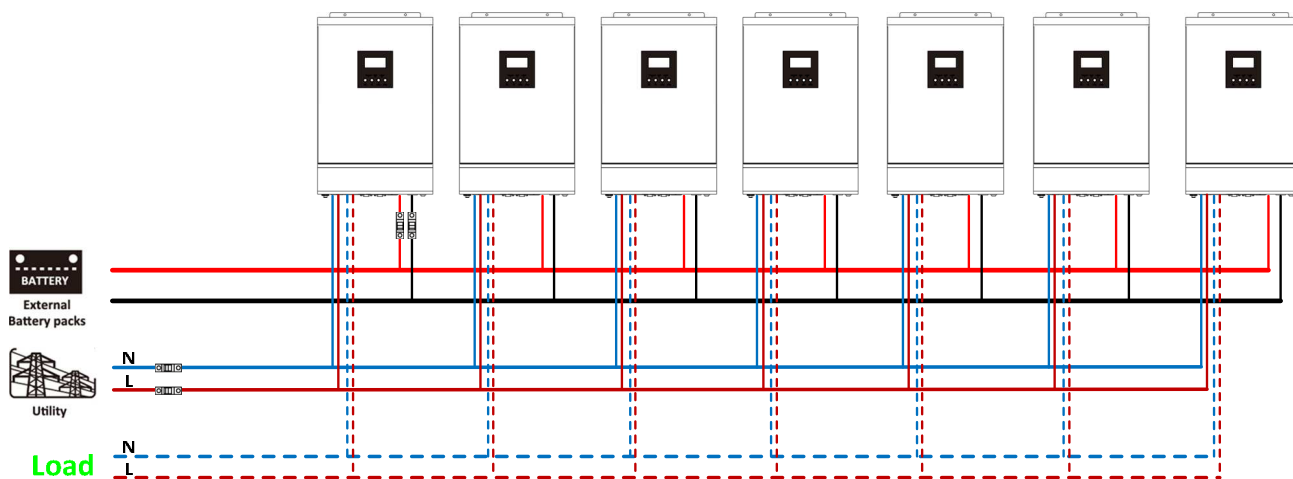 BATTERY
External
Battery packs
N
L
Utility
N
Load
L